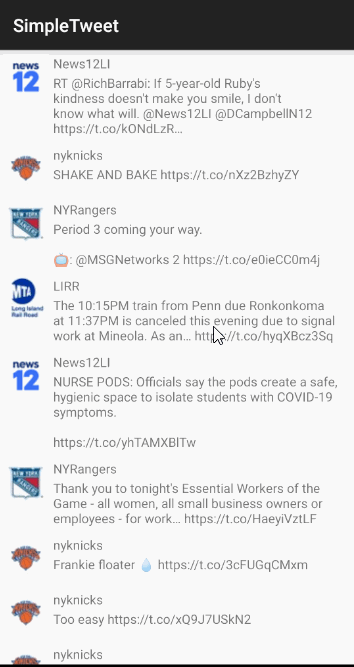 SimpleTweet
News12LI
news
12
RT @RichBarrabi: If 5-year-old Ruby's
kindness doesn't make you smile, I don't
know what will. @News12LI @DCampbellN12
https://t.co/kONdLzR…
nyknicks
SHAKE AND BAKE https://t.co/nXz2BzhyZY
NYRangers
NEW YORK
RANGERS
Period 3 coming your way.
📺: @MSGNetworks 2 https://t.co/e0ieCC0m4j
LIRR
MTA
Long Island
Rail Road
The 10:15PM train from Penn due Ronkonkoma
at 11:37PM is canceled this evening due to signal
work at Mineola. As an… https://t.co/hyqXBcz3Sq
News12LI
news
12
NURSE PODS: Officials say the pods create a safe,
hygienic space to isolate students with COVID-19
symptoms.
https://t.co/yhTAMXBlTw
NYRangers
NEW YORK
RANGERS
Thank you to tonight's Essential Workers of the
Game - all women, all small business owners or
employees - for work… https://t.co/HaeyiVztLF
nyknicks
Frankie floater 💧 https://t.co/3cFUGqCMxm
nyknicks
Too easy https://t.co/xQ9J7USkN2
nyknicks